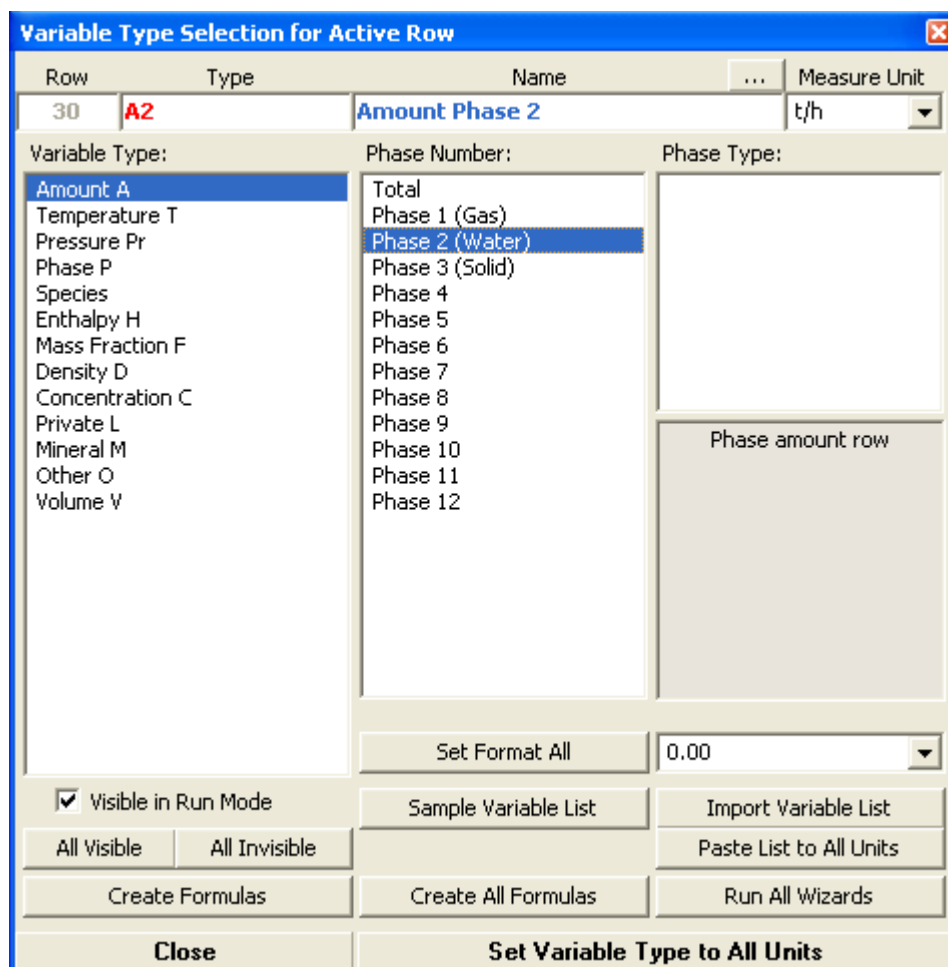 Variable Type Selection for Active Row
Row Type Name ... Measure Unit
30 A2 Amount Phase 2 t/h
Variable Type:
Amount A
Temperature T
Pressure Pr
Phase P
Species
Enthalpy H
Mass Fraction F
Density D
Concentration C
Private L
Mineral M
Other O
Volume V
Phase Number:
Total
Phase 1 (Gas)
Phase 2 (Water)
Phase 3 (Solid)
Phase 4
Phase 5
Phase 6
Phase 7
Phase 8
Phase 9
Phase 10
Phase 11
Phase 12
Phase Type:
Phase amount row
Set Format All 0.00
Visible in Run Mode Sample Variable List Import Variable List
All Visible All Invisible Paste List to All Units
Create Formulas Create All Formulas Run All Wizards
Close Set Variable Type to All Units